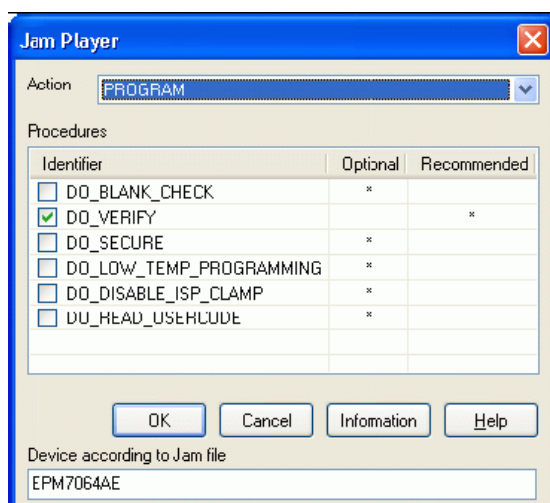 Jam Player
Action PROGRAM
Procedures
Identifier Optional Recommended
DO_BLANK_CHECK *
DO_VERIFY *
DO_SECURE *
DO_LOW_TEMP_PROGRAMMING *
DO_DISABLE_ISP_CLAMP *
DO_READ_USERCODE *
OK Cancel Information Help
Device according to Jam file
EPM7064AE